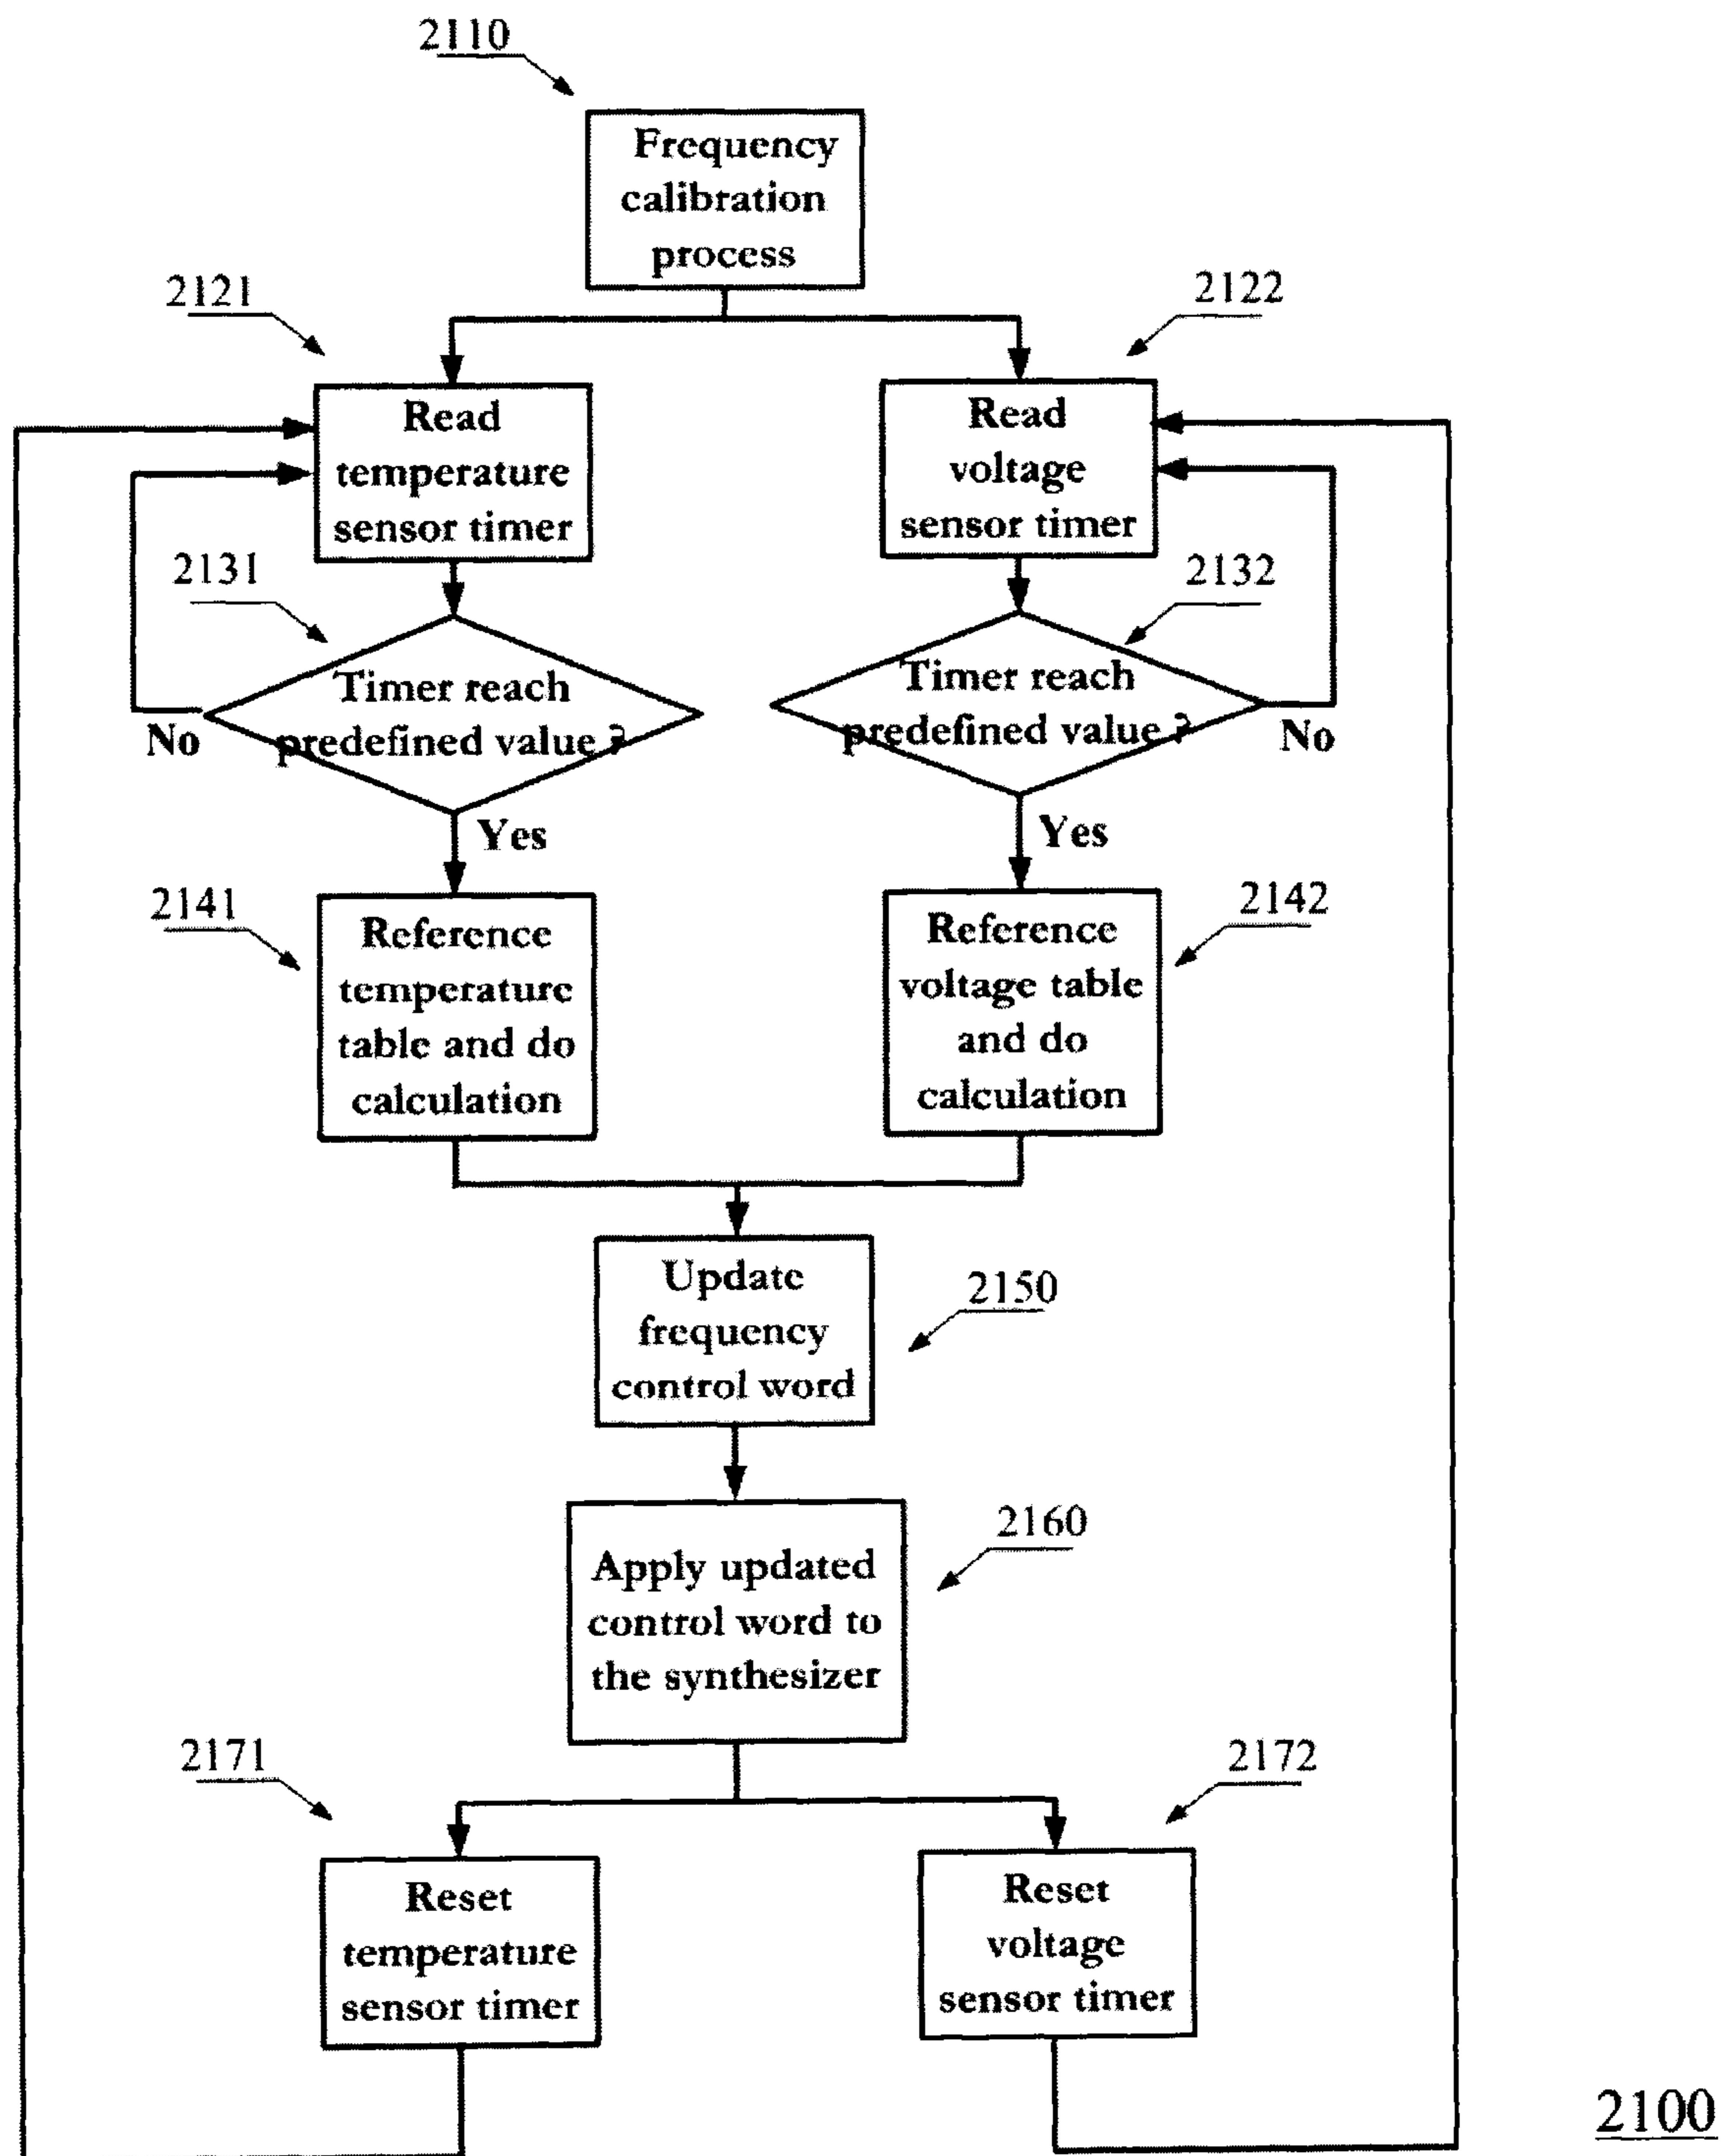 2110
Frequency
calibration
process
2121
2122
Read
temperature
sensor timer
Read
voltage
sensor timer
2131
2132
Timer reach
predefined value ?
No
Timer reach
predefined value ?
No
Yes
Yes
2141
2142
Reference
temperature
table and do
calculation
Reference
voltage table
and do
calculation
Update
frequency
control word
2150
Apply updated
control word to
the synthesizer
2160
2171
2172
Reset
temperature
sensor timer
Reset
voltage
sensor timer
2100